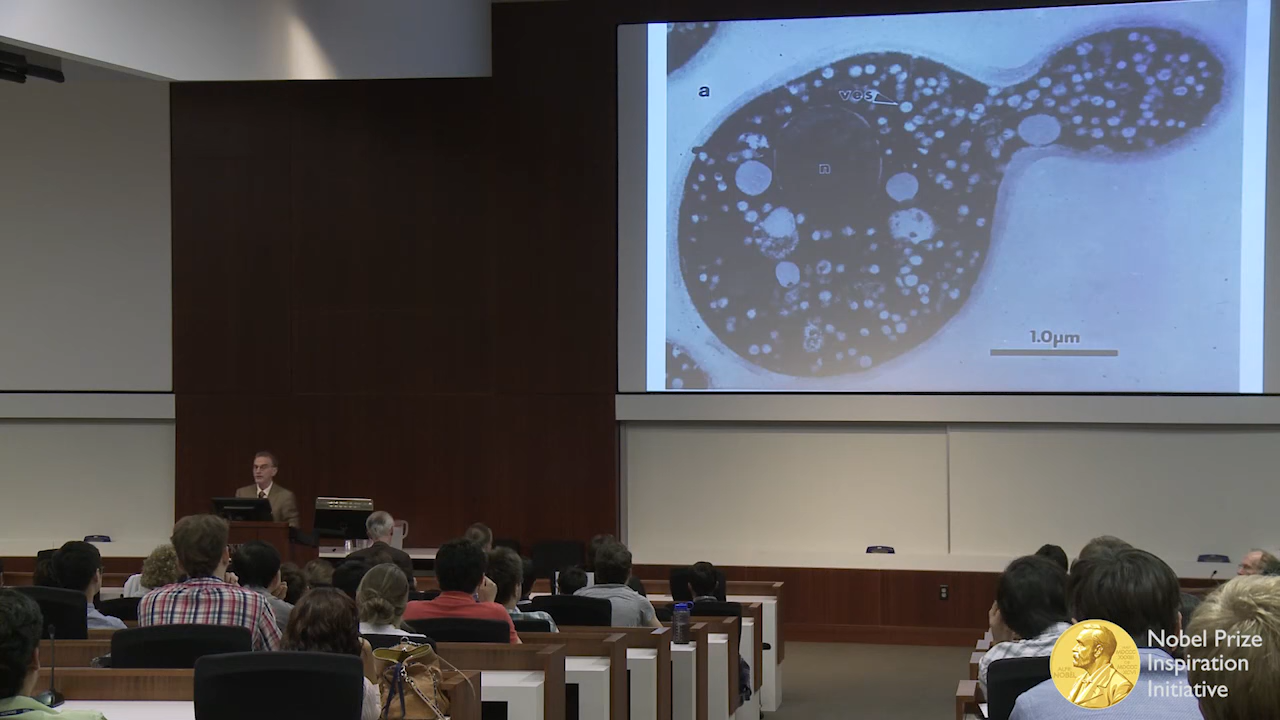 a
ves
n
1.0μm
Nobel Prize
Inspiration
Initiative